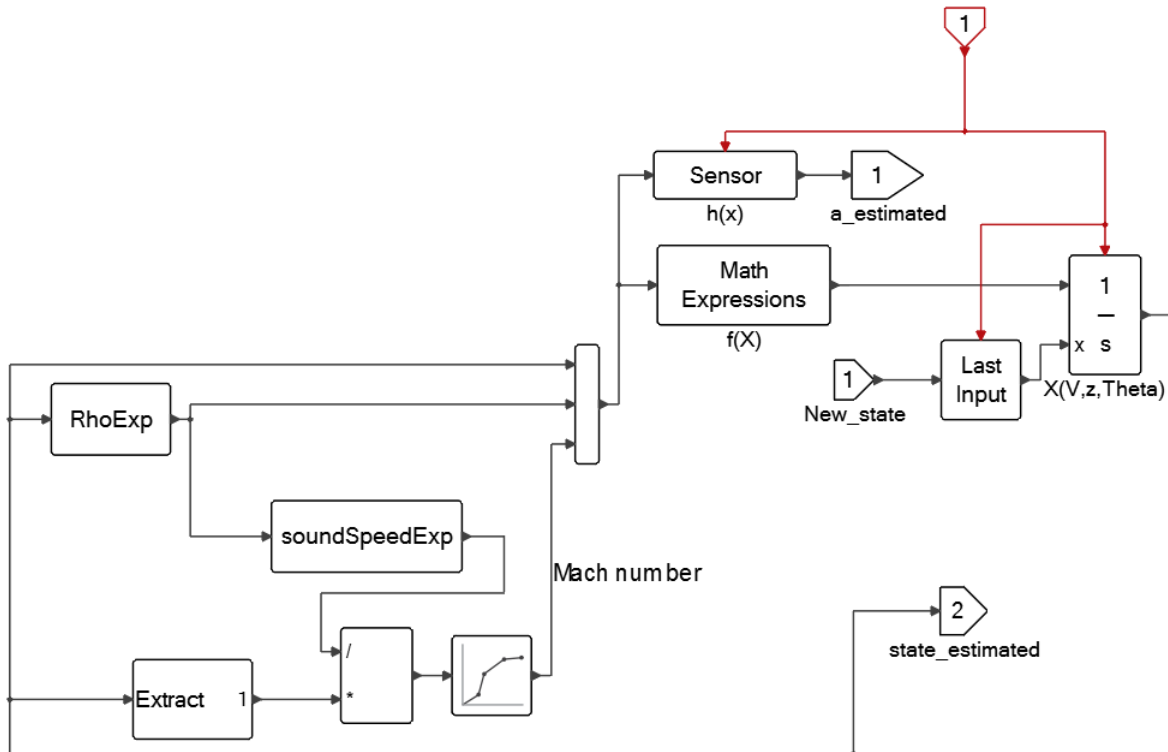 1
Sensor
1
h(x)
a_estimated
Math
Expressions
f(X)
1
s
x
X(V,z,Theta)
Last
Input
1
New_state
RhoExp
soundSpeedExp
Mach number
/
*
Extract 1
2
state_estimated